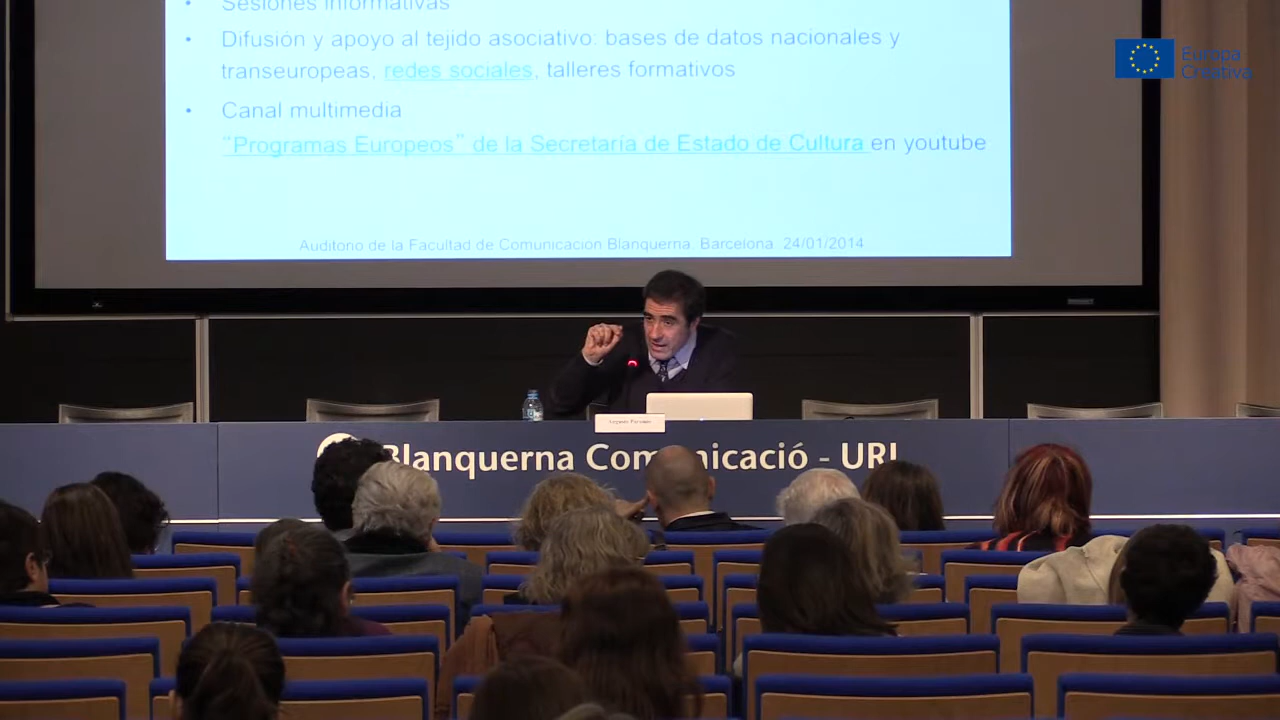 • Sesiones informativas
• Difusión y apoyo al tejido asociativo: bases de datos nacionales y
transeuropeas, redes sociales, talleres formativos
• Canal multimedia
"Programas Europeos" de la Secretaría de Estado de Cultura en youtube
Auditorio de la Facultad de Comunicacion Blanquerna. Barcelona. 24/01/2014
Europa
Creativa
Blanquerna Comunicació - URL